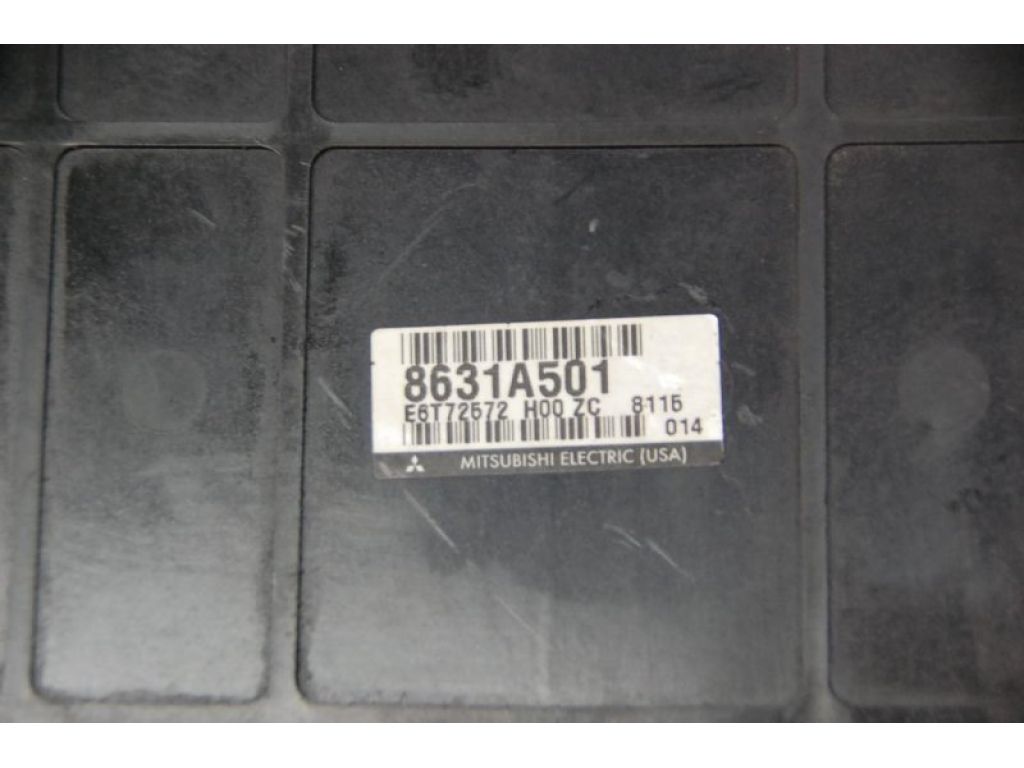 8631A501
E6T72572 H00 ZC 8115
014
MITSUBISHI ELECTRIC (USA)